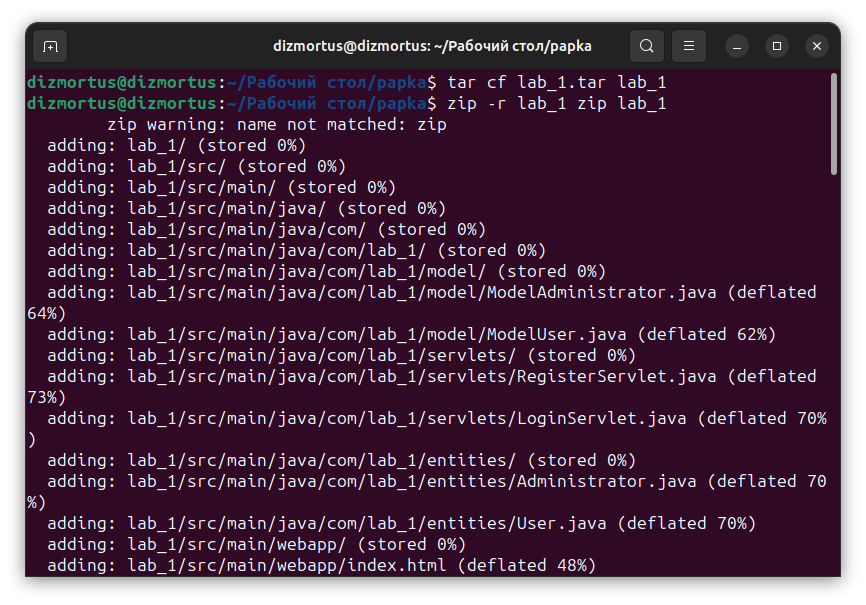 dizmortus@dizmortus: ~/Рабочий стол/papka
dizmortus@dizmortus:~/Рабочий стол/papka$ tar cf lab_1.tar lab_1
dizmortus@dizmortus:~/Рабочий стол/papka$ zip -r lab_1 zip lab_1
        zip warning: name not matched: zip
  adding: lab_1/ (stored 0%)
  adding: lab_1/src/ (stored 0%)
  adding: lab_1/src/main/ (stored 0%)
  adding: lab_1/src/main/java/ (stored 0%)
  adding: lab_1/src/main/java/com/ (stored 0%)
  adding: lab_1/src/main/java/com/lab_1/ (stored 0%)
  adding: lab_1/src/main/java/com/lab_1/model/ (stored 0%)
  adding: lab_1/src/main/java/com/lab_1/model/ModelAdministrator.java (deflated
64%)
  adding: lab_1/src/main/java/com/lab_1/model/ModelUser.java (deflated 62%)
  adding: lab_1/src/main/java/com/lab_1/servlets/ (stored 0%)
  adding: lab_1/src/main/java/com/lab_1/servlets/RegisterServlet.java (deflated
73%)
  adding: lab_1/src/main/java/com/lab_1/servlets/LoginServlet.java (deflated 70%
)
  adding: lab_1/src/main/java/com/lab_1/entities/ (stored 0%)
  adding: lab_1/src/main/java/com/lab_1/entities/Administrator.java (deflated 70
%)
  adding: lab_1/src/main/java/com/lab_1/entities/User.java (deflated 70%)
  adding: lab_1/src/main/webapp/ (stored 0%)
  adding: lab_1/src/main/webapp/index.html (deflated 48%)